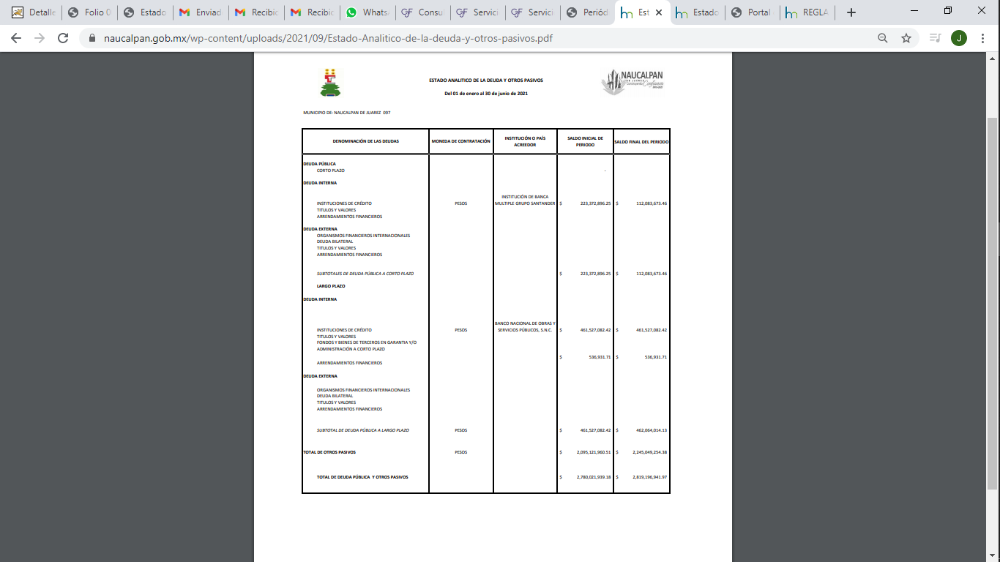 Detalle
Folio 0
Estado
Enviad
Recibic
Recibic
Whats
Consul
Servici
Servici
Periód
Est
Estado
Portal
REGLA
naucalpan.gob.mx/wp-content/uploads/2021/09/Estado-Analitico-de-la-deuda-y-otros-pasivos.pdf
J
ESTADO ANALITICO DE LA DEUDA Y OTROS PASIVOS
NAUCALPAN
DE JUÁREZ
Del 01 de enero al 30 de junio de 2021
MUNICIPIO DE: NAUCALPAN DE JUAREZ 097
DENOMINACIÓN DE LAS DEUDAS
MONEDA DE CONTRATACIÓN
INSTITUCIÓN O PAÍS
ACREEDOR
SALDO INICIAL DE
PERIODO
SALDO FINAL DEL PERIODO
DEUDA PÚBLICA
CORTO PLAZO -
DEUDA INTERNA
INSTITUCIÓN DE BANCA
INSTITUCIONES DE CRÉDITO PESOS MULTIPLE GRUPO SANTANDER $ 223,372,896.25 $ 112,083,673.46
TITULOS Y VALORES
ARRENDAMIENTOS FINANCIEROS
DEUDA EXTERNA
ORGANISMOS FINANCIEROS INTERNACIONALES
DEUDA BILATERAL
TITULOS Y VALORES
ARRENDAMIENTOS FINANCIEROS
SUBTOTALES DE DEUDA PÚBLICA A CORTO PLAZO $ 223,372,896.25 $ 112,083,673.46
LARGO PLAZO
DEUDA INTERNA
BANCO NACIONAL DE OBRAS Y
INSTITUCIONES DE CRÉDITO PESOS SERVICIOS PÚBLICOS, S.N.C. $ 461,527,082.42 $ 461,527,082.42
TITULOS Y VALORES
FONDOS Y BIENES DE TERCEROS EN GARANTIA Y/O
ADMINISTRACIÓN A CORTO PLAZO
$ 536,931.71 $ 536,931.71
ARRENDAMIENTOS FINANCIEROS
DEUDA EXTERNA
ORGANISMOS FINANCIEROS INTERNACIONALES
DEUDA BILATERAL
TITULOS Y VALORES
ARRENDAMIENTOS FINANCIEROS
SUBTOTAL DE DEUDA PÚBLICA A LARGO PLAZO PESOS $ 461,527,082.42 $ 462,064,014.13
TOTAL DE OTROS PASIVOS PESOS $ 2,095,121,960.51 $ 2,245,049,254.38
TOTAL DE DEUDA PÚBLICA Y OTROS PASIVOS $ 2,780,021,939.18 $ 2,819,196,941.97